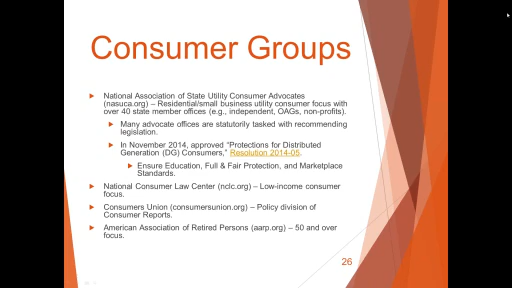 Consumer Groups
National Association of State Utility Consumer Advocates
(nasuca.org) – Residential/small business utility consumer focus with
over 40 state member offices (e.g., independent, OAGs, non-profits).
Many advocate offices are statutorily tasked with recommending
legislation.
In November 2014, approved “Protections for Distributed
Generation (DG) Consumers,” Resolution 2014-05.
Ensure Education, Full & Fair Protection, and Marketplace
Standards.
National Consumer Law Center (nclc.org) – Low-income consumer
focus.
Consumers Union (consumersunion.org) – Policy division of
Consumer Reports.
American Association of Retired Persons (aarp.org) – 50 and over
focus.
26